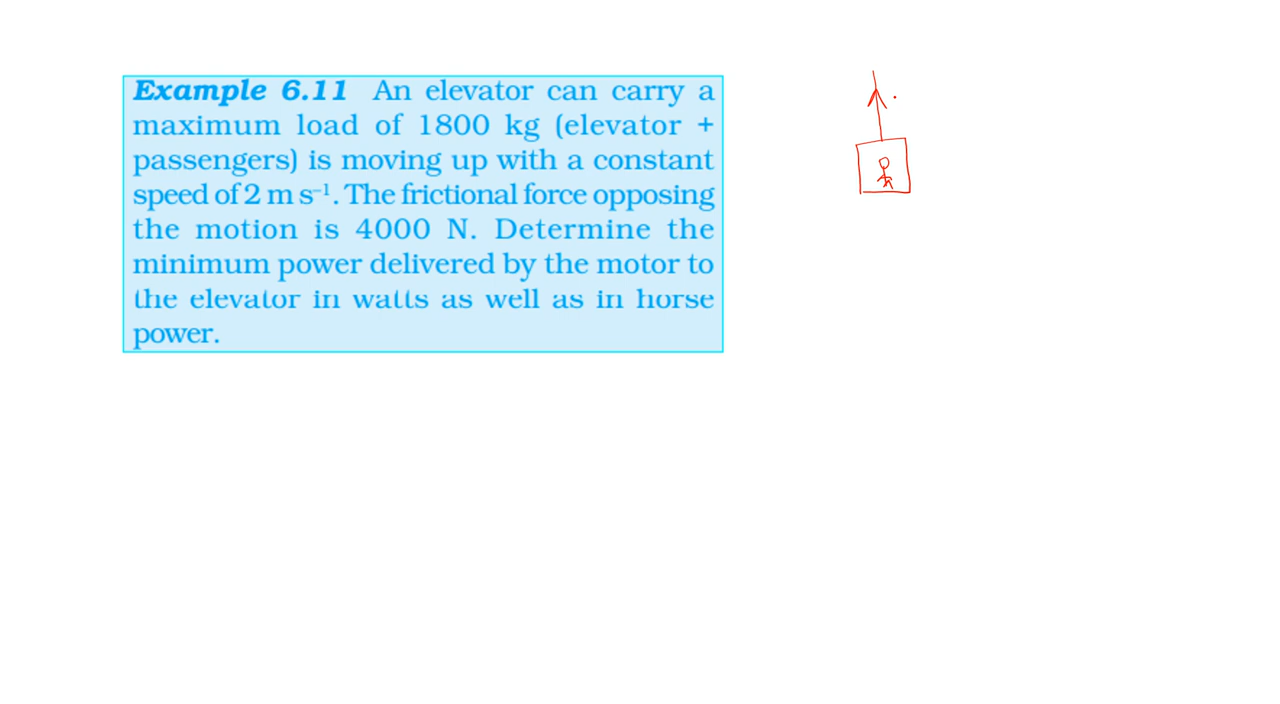 Example 6.11 An elevator can carry a
maximum load of 1800 kg (elevator +
passengers) is moving up with a constant
speed of 2 m s⁻¹. The frictional force opposing
the motion is 4000 N. Determine the
minimum power delivered by the motor to
the elevator in watts as well as in horse
power.